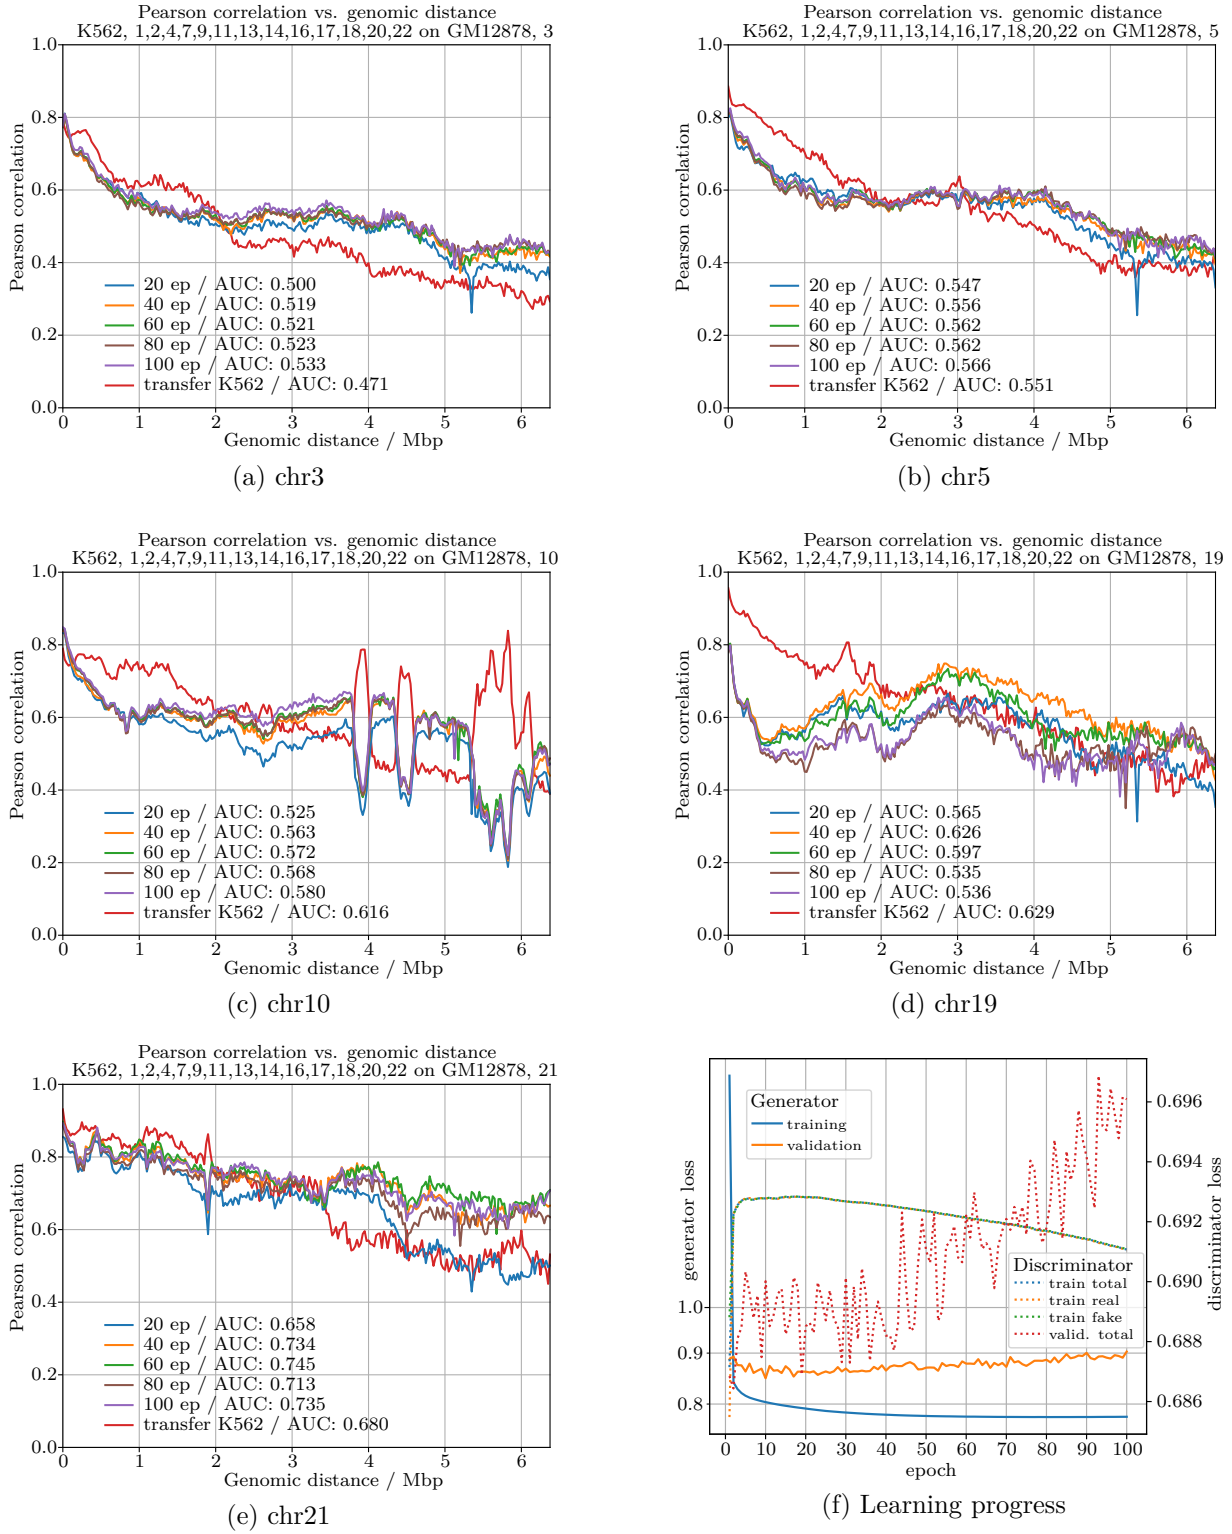 Pearson correlation vs. genomic distance
K562, 1,2,4,7,9,11,13,14,16,17,18,20,22 on GM12878, 3
1.0
0.8
0.6
0.4
0.2
0.0
Pearson correlation
20 ep / AUC: 0.500
40 ep / AUC: 0.519
60 ep / AUC: 0.521
80 ep / AUC: 0.523
100 ep / AUC: 0.533
transfer K562 / AUC: 0.471
0 1 2 3 4 5 6
Genomic distance / Mbp
(a) chr3
Pearson correlation vs. genomic distance
K562, 1,2,4,7,9,11,13,14,16,17,18,20,22 on GM12878, 5
1.0
0.8
0.6
0.4
0.2
0.0
Pearson correlation
20 ep / AUC: 0.547
40 ep / AUC: 0.556
60 ep / AUC: 0.562
80 ep / AUC: 0.562
100 ep / AUC: 0.566
transfer K562 / AUC: 0.551
0 1 2 3 4 5 6
Genomic distance / Mbp
(b) chr5
Pearson correlation vs. genomic distance
K562, 1,2,4,7,9,11,13,14,16,17,18,20,22 on GM12878, 10
1.0
0.8
0.6
0.4
0.2
0.0
Pearson correlation
20 ep / AUC: 0.525
40 ep / AUC: 0.563
60 ep / AUC: 0.572
80 ep / AUC: 0.568
100 ep / AUC: 0.580
transfer K562 / AUC: 0.616
0 1 2 3 4 5 6
Genomic distance / Mbp
(c) chr10
Pearson correlation vs. genomic distance
K562, 1,2,4,7,9,11,13,14,16,17,18,20,22 on GM12878, 19
1.0
0.8
0.6
0.4
0.2
0.0
Pearson correlation
20 ep / AUC: 0.565
40 ep / AUC: 0.626
60 ep / AUC: 0.597
80 ep / AUC: 0.535
100 ep / AUC: 0.536
transfer K562 / AUC: 0.629
0 1 2 3 4 5 6
Genomic distance / Mbp
(d) chr19
Pearson correlation vs. genomic distance
K562, 1,2,4,7,9,11,13,14,16,17,18,20,22 on GM12878, 21
1.0
0.8
0.6
0.4
0.2
0.0
Pearson correlation
20 ep / AUC: 0.658
40 ep / AUC: 0.734
60 ep / AUC: 0.745
80 ep / AUC: 0.713
100 ep / AUC: 0.735
transfer K562 / AUC: 0.680
0 1 2 3 4 5 6
Genomic distance / Mbp
(e) chr21
Generator
training
validation
generator loss
1.0
0.9
0.8
0.696
0.694
0.692
0.690
0.688
0.686
discriminator loss
Discriminator
train total
train real
train fake
valid. total
0 10 20 30 40 50 60 70 80 90 100
epoch
(f) Learning progress